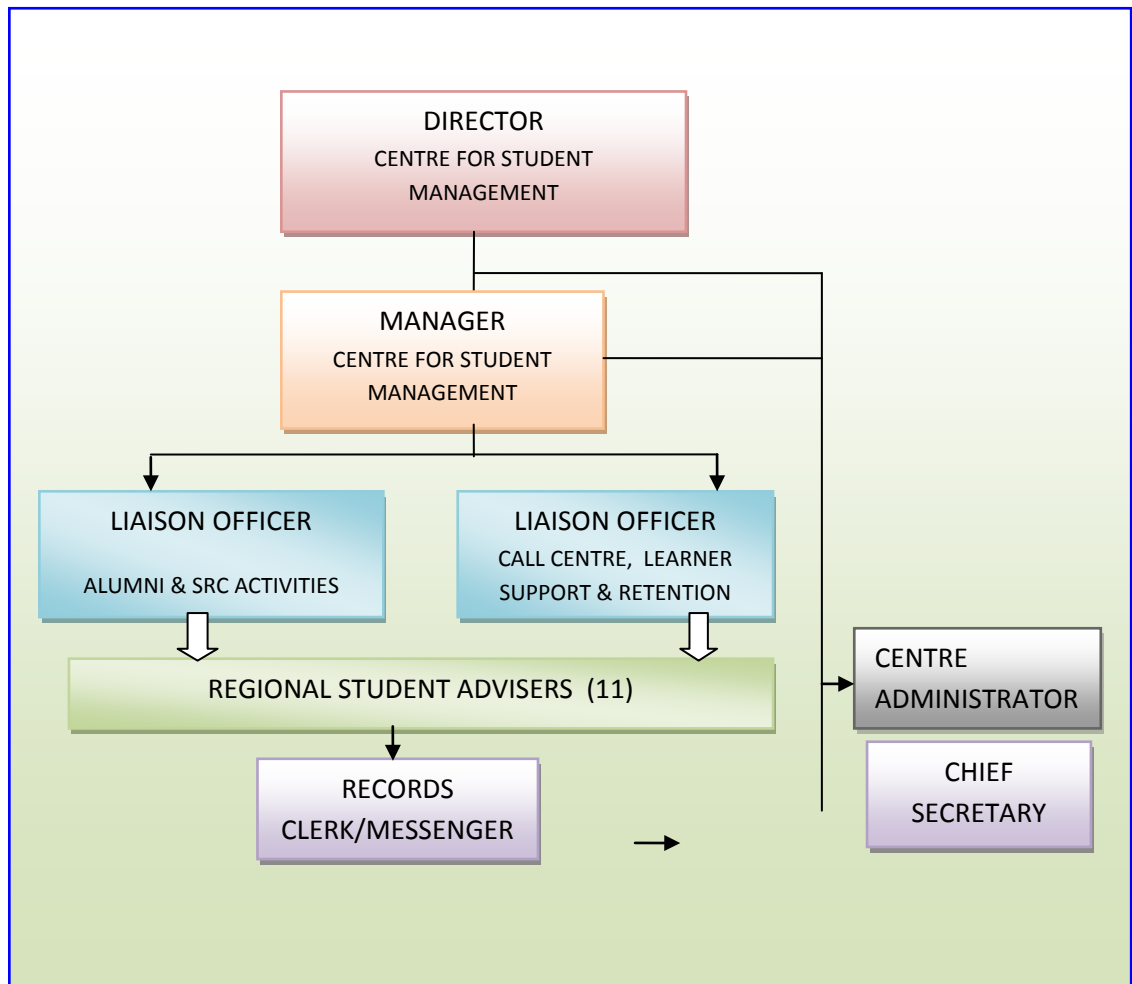 DIRECTOR
CENTRE FOR STUDENT
MANAGEMENT
MANAGER
CENTRE FOR STUDENT
MANAGEMENT
LIAISON OFFICER
ALUMNI & SRC ACTIVITIES
LIAISON OFFICER
CALL CENTRE, LEARNER
SUPPORT & RETENTION
REGIONAL STUDENT ADVISERS (11)
CENTRE
ADMINISTRATOR
RECORDS
CLERK/MESSENGER
CHIEF
SECRETARY